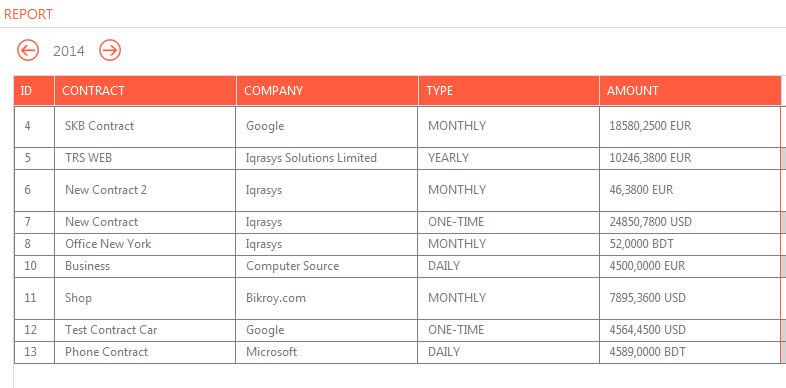 REPORT
2014
ID CONTRACT COMPANY TYPE AMOUNT
4 SKB Contract Google MONTHLY 18580,2500 EUR
5 TRS WEB Iqrasys Solutions Limited YEARLY 10246,3800 EUR
6 New Contract 2 Iqrasys MONTHLY 46,3800 EUR
7 New Contract Iqrasys ONE-TIME 24850,7800 USD
8 Office New York Iqrasys MONTHLY 52,0000 BDT
10 Business Computer Source DAILY 4500,0000 EUR
11 Shop Bikroy.com MONTHLY 7895,3600 USD
12 Test Contract Car Google ONE-TIME 4564,4500 USD
13 Phone Contract Microsoft DAILY 4589,0000 BDT